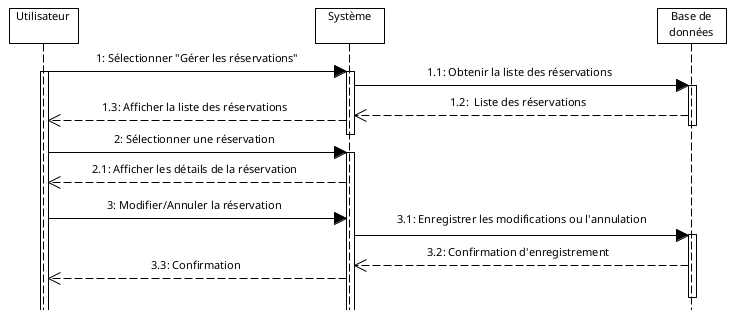 Utilisateur
Système
Base de
données
1: Sélectionner "Gérer les réservations"
1.1: Obtenir la liste des réservations
1.2:  Liste des réservations
1.3: Afficher la liste des réservations
2: Sélectionner une réservation
2.1: Afficher les détails de la réservation
3: Modifier/Annuler la réservation
3.1: Enregistrer les modifications ou l'annulation
3.2: Confirmation d'enregistrement
3.3: Confirmation